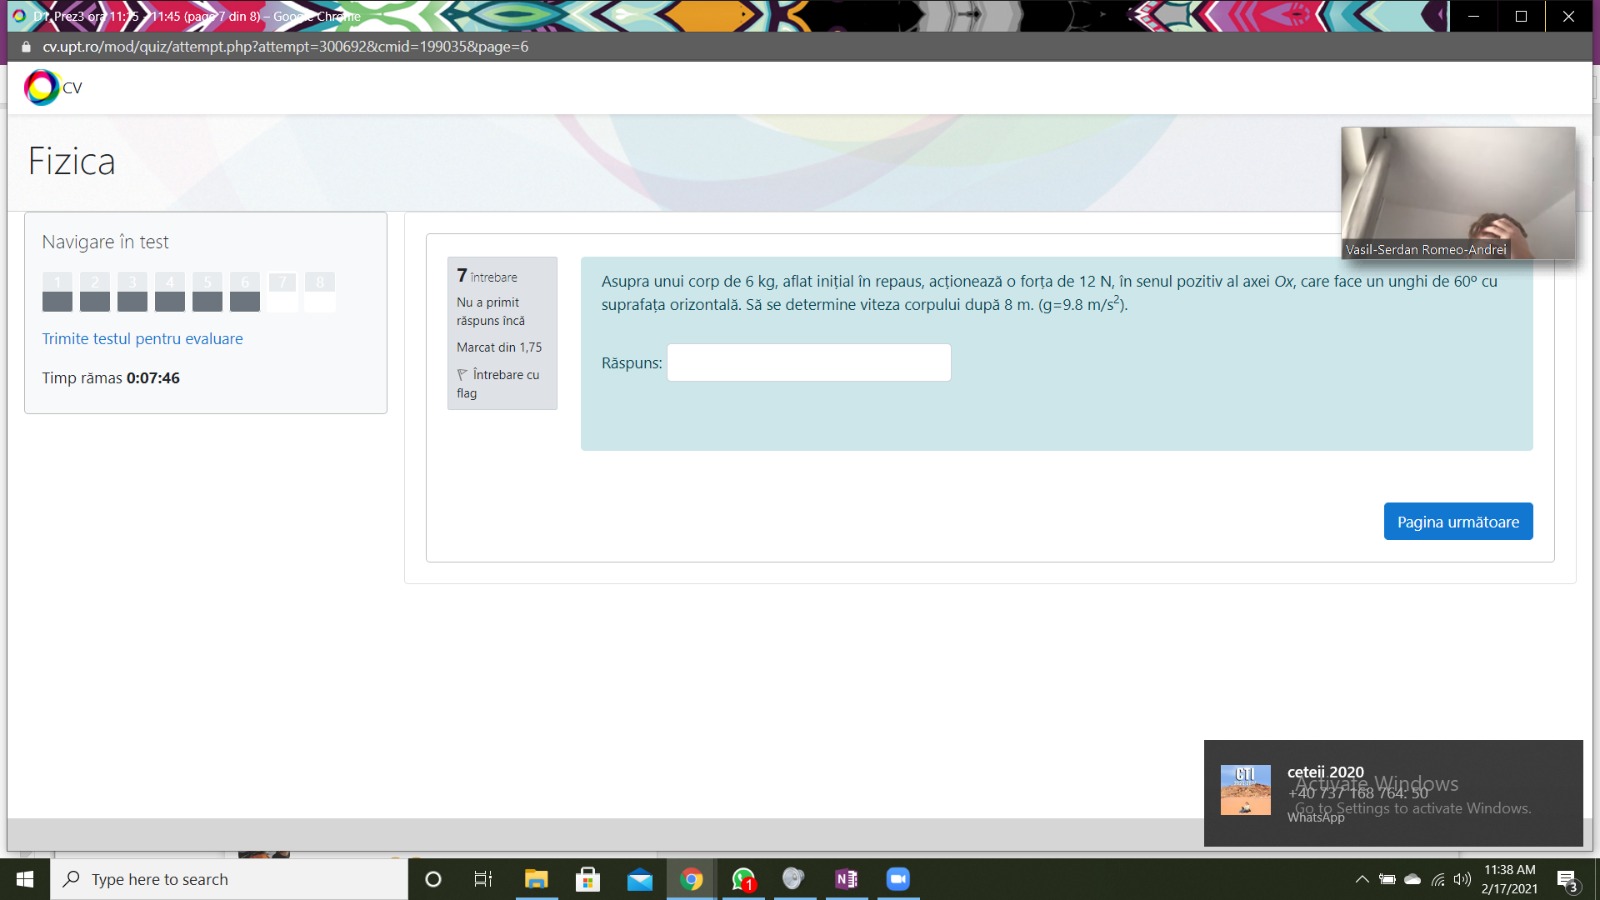 D1, Prez3 ora 11:15 - 11:45 (page 7 din 8) – Google Chrome
cv.upt.ro/mod/quiz/attempt.php?attempt=300692&cmid=199035&page=6
CV
Fizica
Vasil-Serdan Romeo-Andrei
Navigare în test
1 2 3 4 5 6 7 8
Trimite testul pentru evaluare
Timp rămas 0:07:46
7 întrebare
Nu a primit
răspuns încă
Marcat din 1,75
Întrebare cu
flag
Asupra unui corp de 6 kg, aflat inițial în repaus, acționează o forța de 12 N, în senul pozitiv al axei Ox, care face un unghi de 60º cu
suprafața orizontală. Să se determine viteza corpului după 8 m. (g=9.8 m/s²).
Răspuns:
Pagina următoare
ceteii 2020
+40 737 168 764: 50
WhatsApp
CTI
Activate Windows
Go to Settings to activate Windows.
Type here to search
1
N
11:38 AM
2/17/2021
3